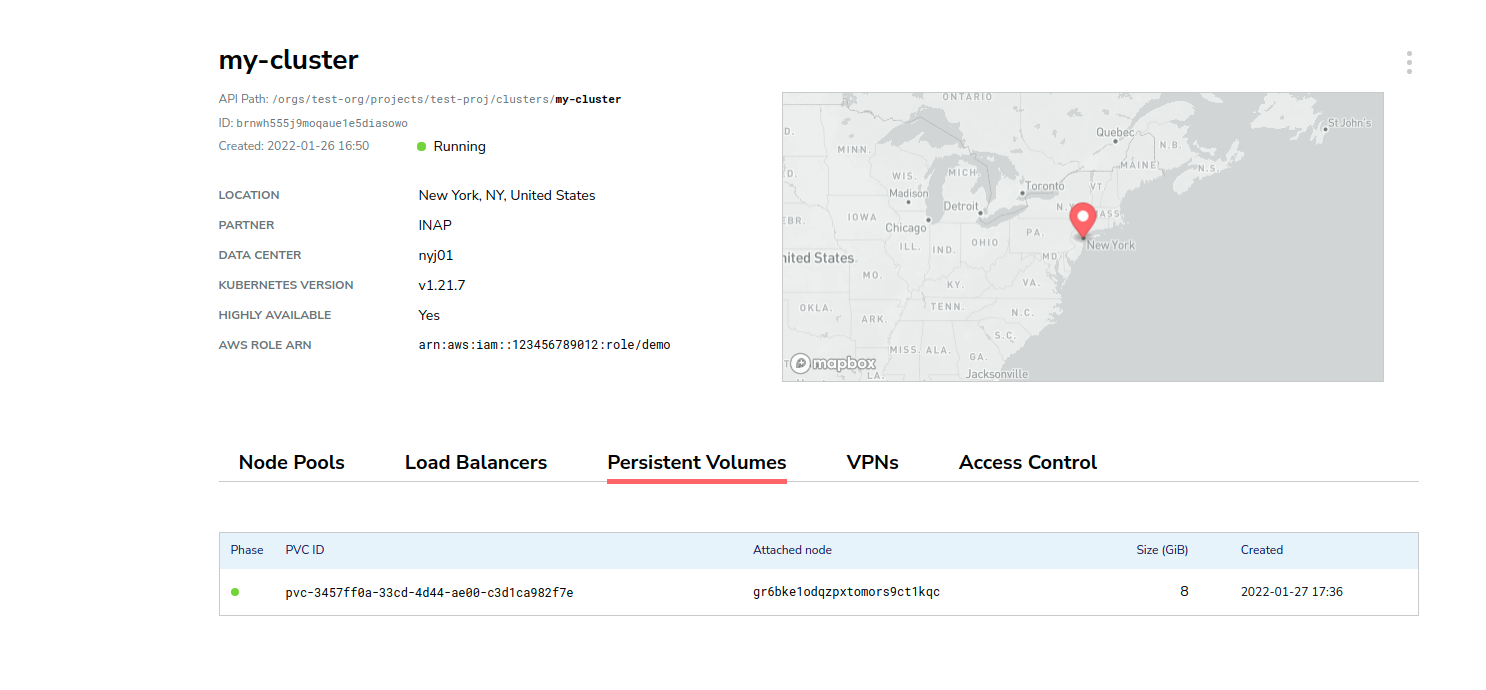 my-cluster
API Path: /orgs/test-org/projects/test-proj/clusters/my-cluster
ID: brnwh555j9moqaue1e5diasowo
Created: 2022-01-26 16:50
Running
LOCATION New York, NY, United States
PARTNER INAP
DATA CENTER nyj01
KUBERNETES VERSION v1.21.7
HIGHLY AVAILABLE Yes
AWS ROLE ARN arn:aws:iam::123456789012:role/demo
ONTARIO
St John's
Quebec
D.
MINN.
N.B.
MAINE
N.S.
D.
WIS.
MICH
Toronto
VT.
Madison
Detroit
N.Y.
MASS
EBR.
IOWA
Chicago
PA.
ILL.
IND.
OHIO
New York
nited States
MD
MO.
KY.
VA.
OKLA.
TENN.
N.C.
ARK.
S.C.
MISS.
ALA.
GA.
mapbox
LA.
Jacksonville
Node Pools Load Balancers Persistent Volumes VPNs Access Control
Phase PVC ID Attached node Size (GiB) Created
pvc-3457ff0a-33cd-4d44-ae00-c3d1ca982f7e gr6bke1odqzpxtomors9ct1kqc 8 2022-01-27 17:36